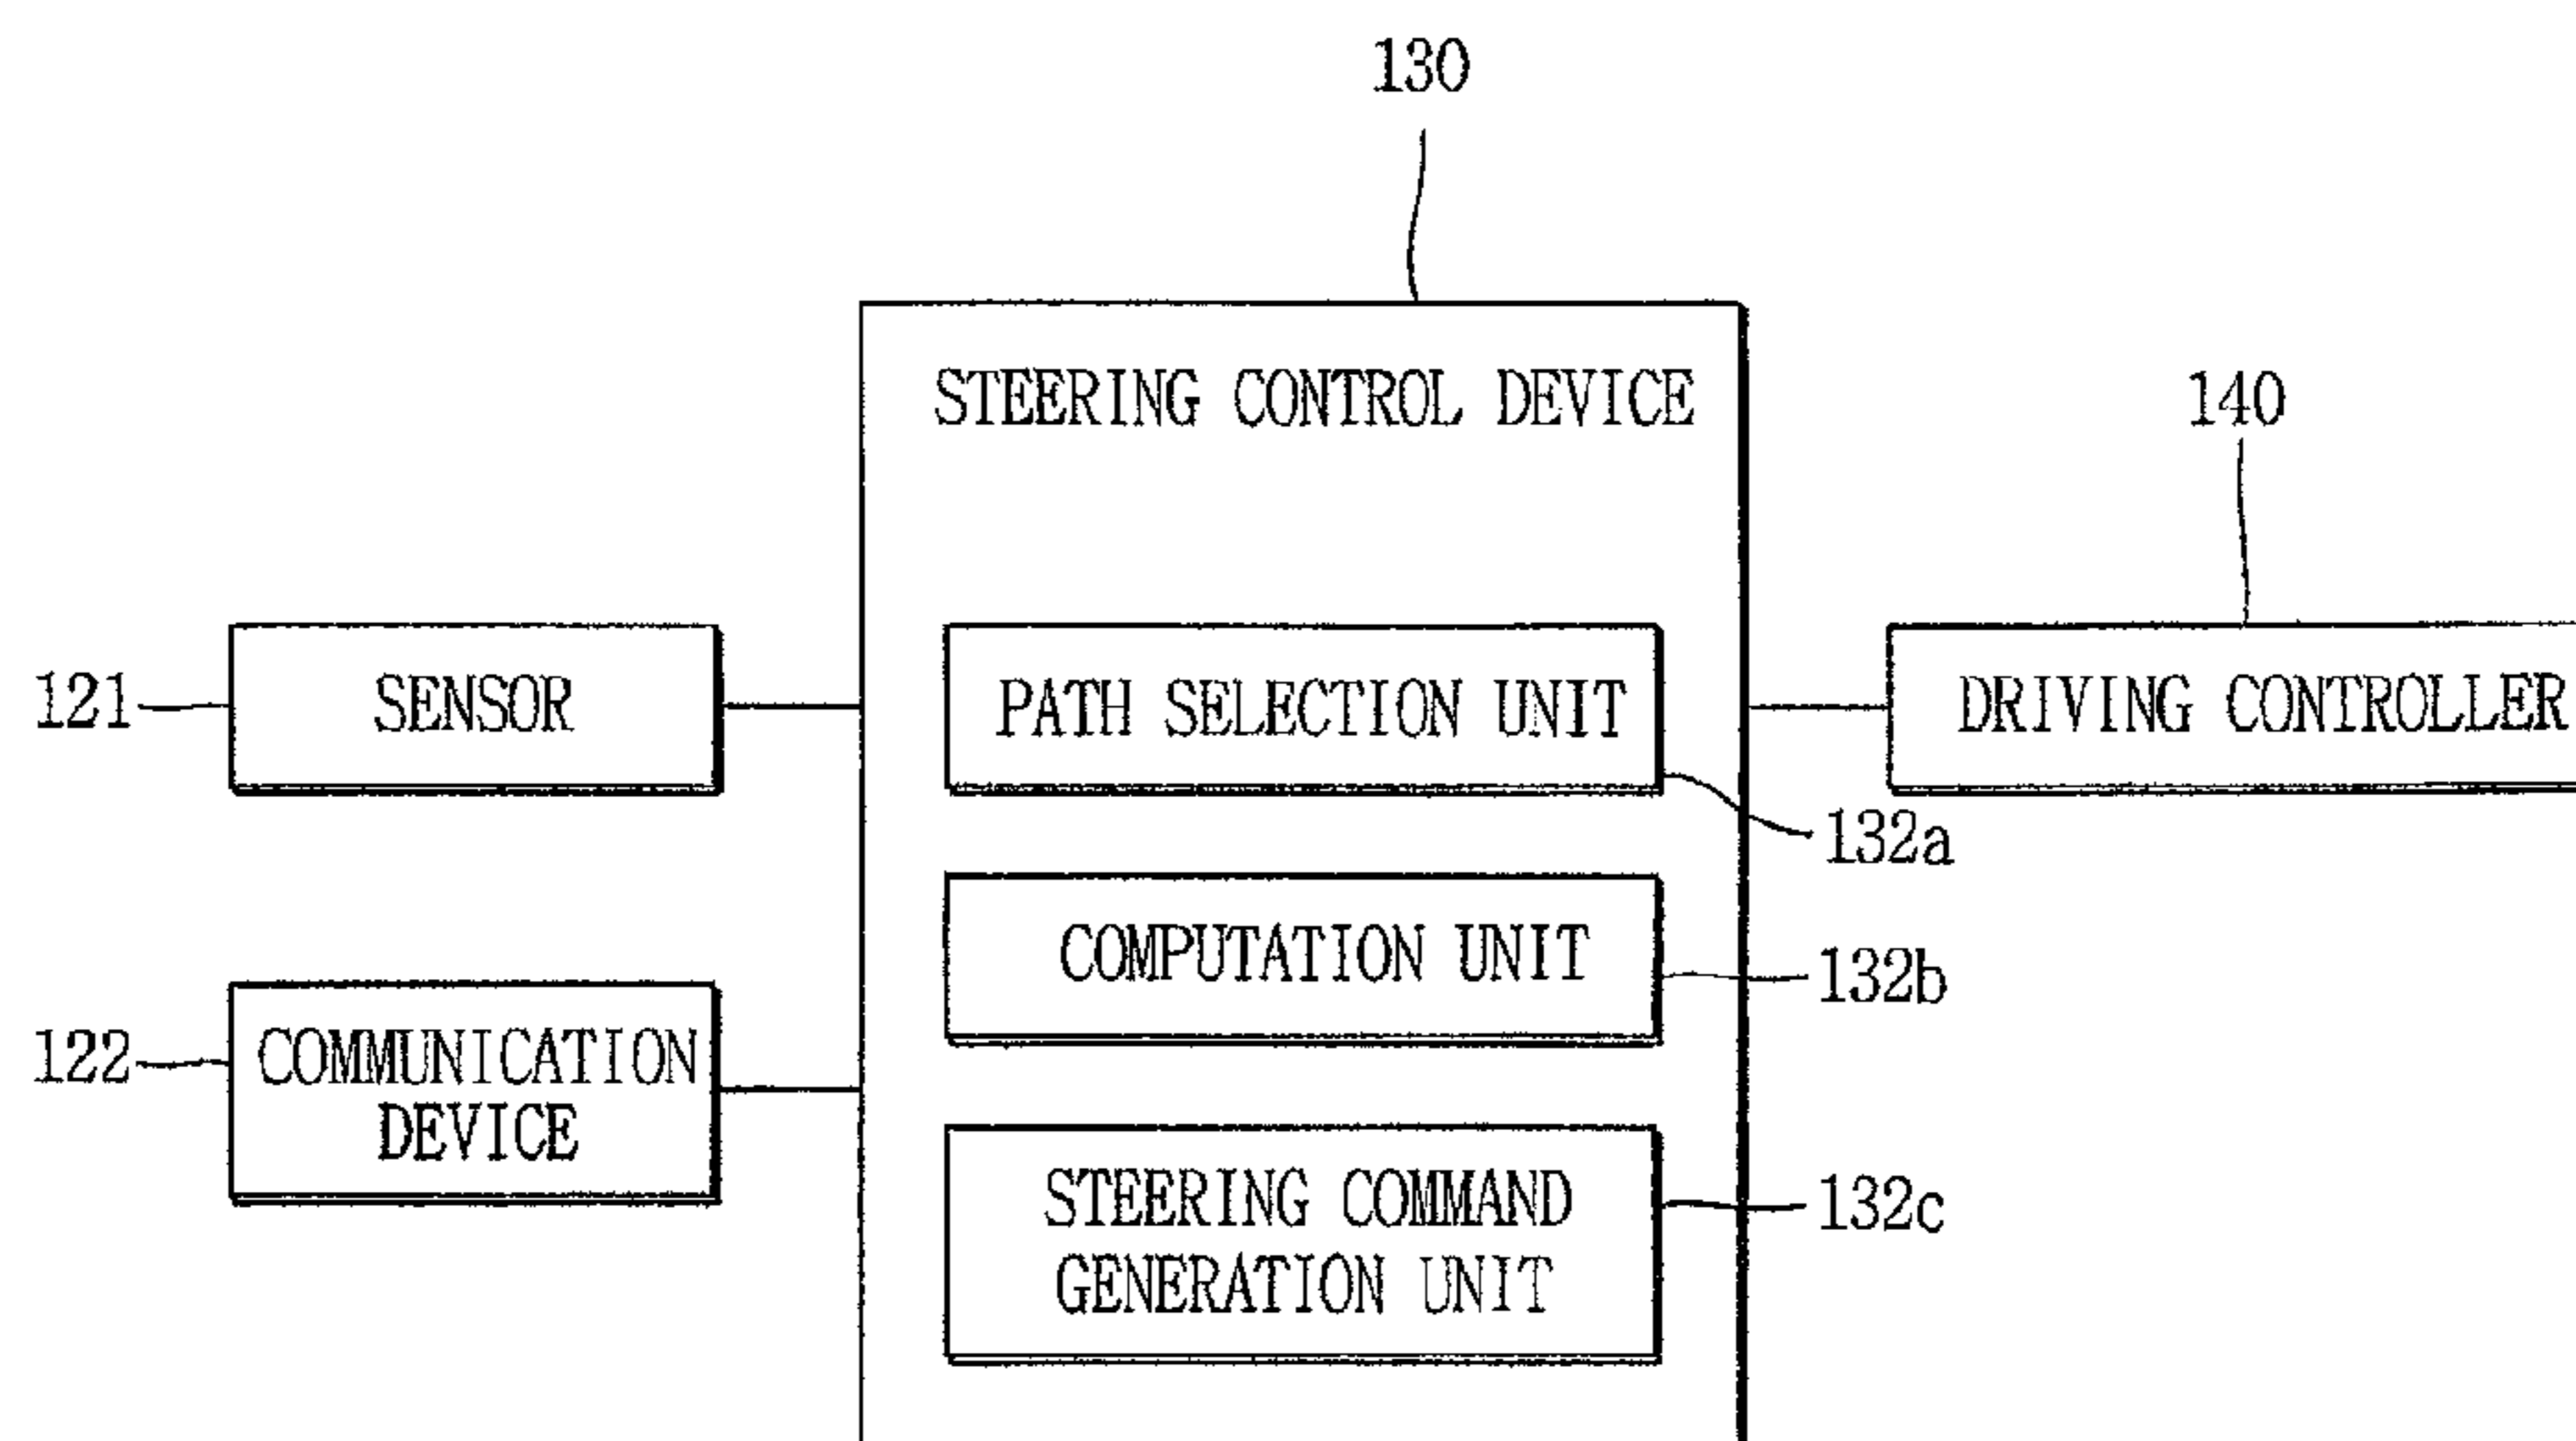 130
STEERING CONTROL DEVICE
140
121
SENSOR
PATH SELECTION UNIT
DRIVING CONTROLLER
132a
COMPUTATION UNIT
132b
122
COMMUNICATION
DEVICE
STEERING COMMAND
GENERATION UNIT
132c